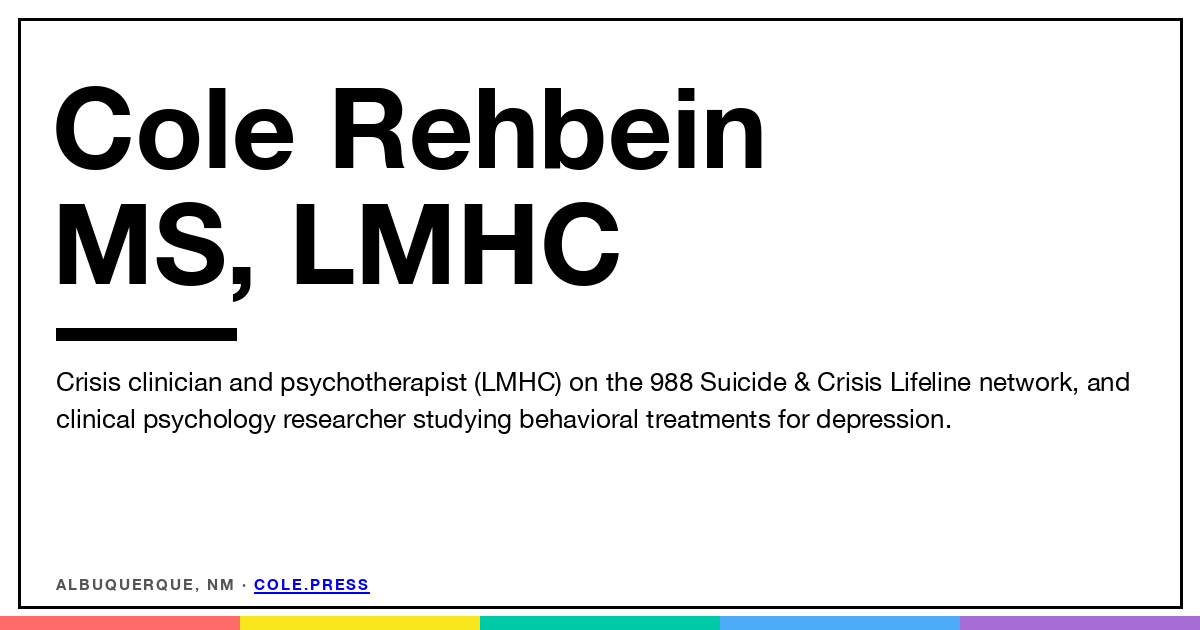 Cole Rehbein
MS, LMHC
Crisis clinician and psychotherapist (LMHC) on the 988 Suicide & Crisis Lifeline network, and
clinical psychology researcher studying behavioral treatments for depression.
ALBUQUERQUE, NM · COLE.PRESS